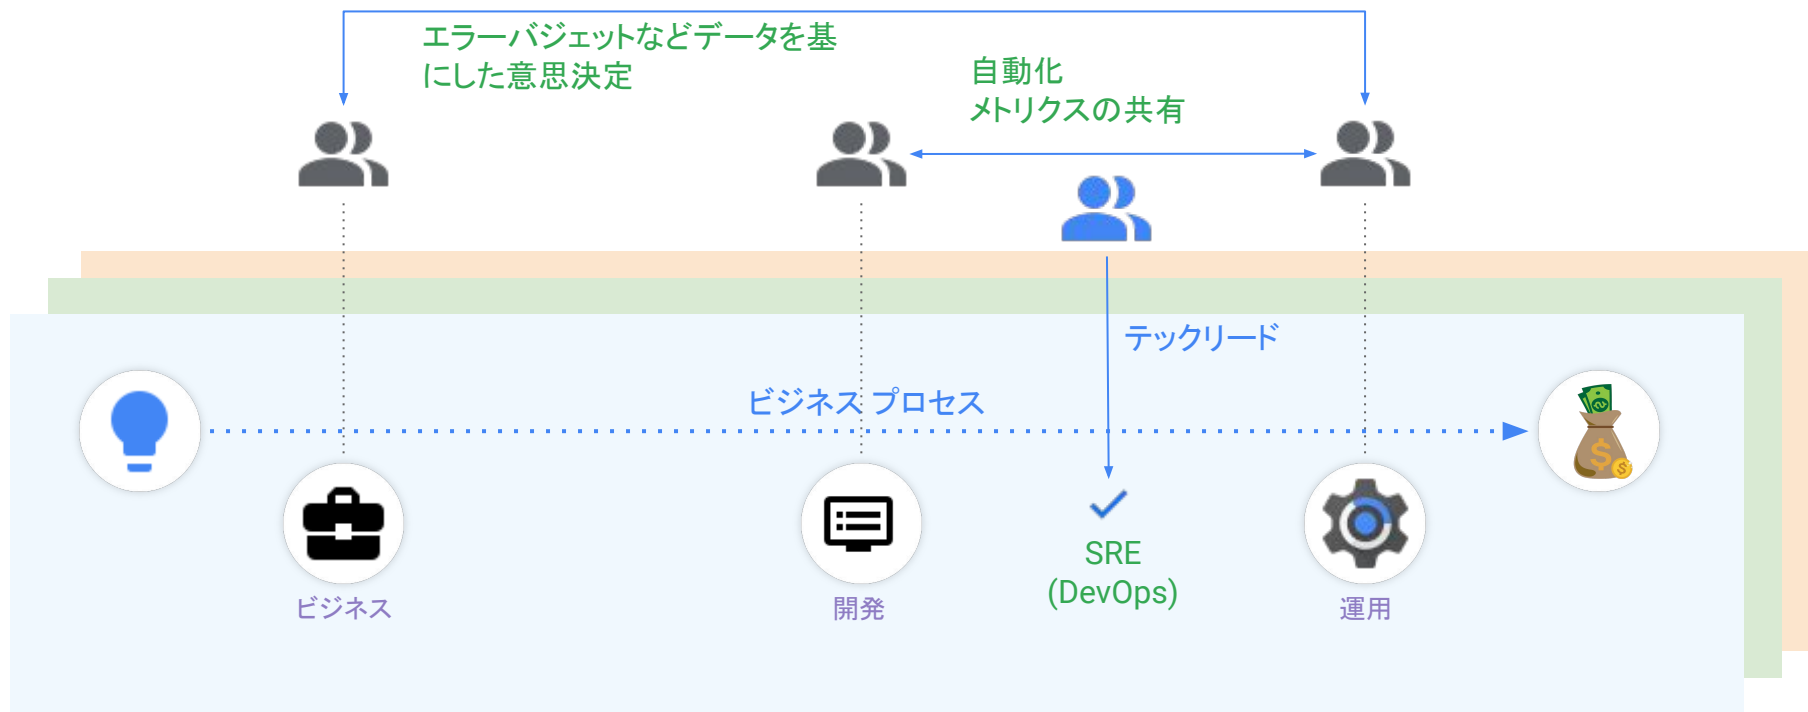 エラーバジェットなどデータを基
にした意思決定
自動化
メトリクスの共有
テックリード
ビジネス プロセス
SRE
(DevOps)
ビジネス
開発
運用